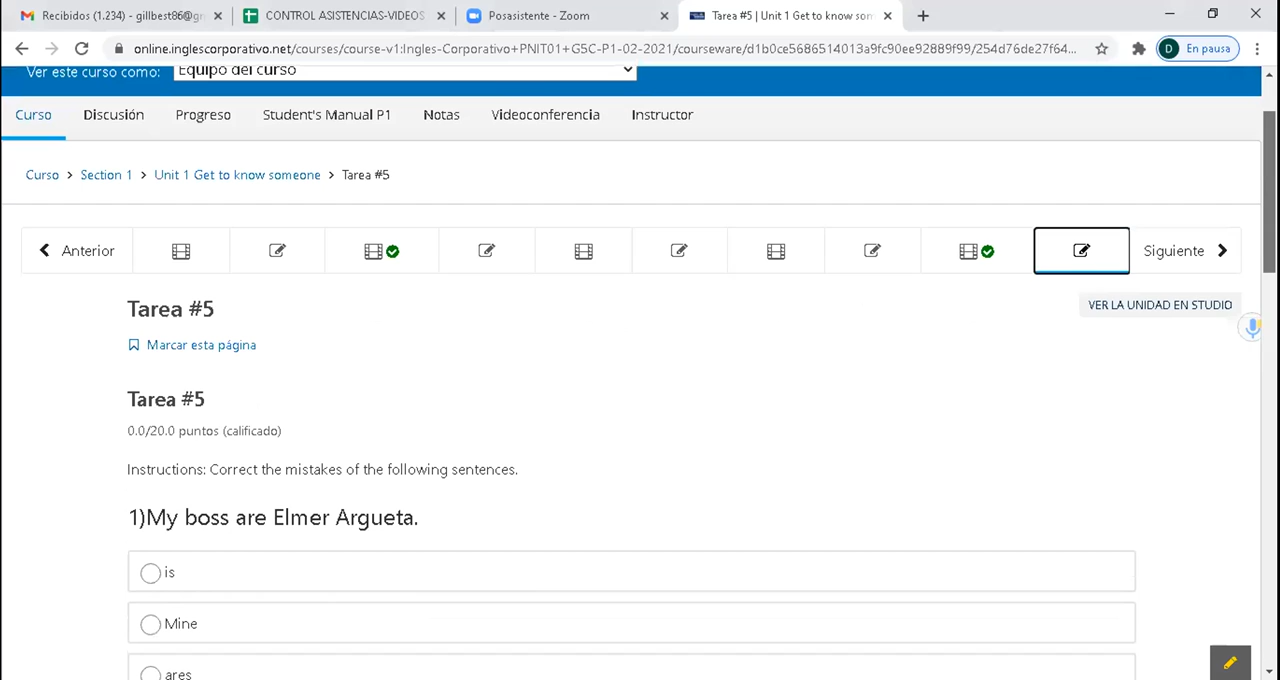 Recibidos (1.234) - gillbest86@g
CONTROL ASISTENCIAS-VIDEOS
Posasistente - Zoom
Tarea #5 | Unit 1 Get to know som
online.inglescorporativo.net/courses/course-v1:Ingles-Corporativo+PNIT01+G5C-P1-02-2021/courseware/d1b0ce5686514013a9fc90ee92889f99/254d76de27f64...
D En pausa
Ver este curso como: Equipo del curso
Curso Discusión Progreso Student's Manual P1 Notas Videoconferencia Instructor
Curso > Section 1 > Unit 1 Get to know someone > Tarea #5
Anterior Siguiente
Tarea #5
VER LA UNIDAD EN STUDIO
Marcar esta página
Tarea #5
0.0/20.0 puntos (calificado)
Instructions: Correct the mistakes of the following sentences.
1)My boss are Elmer Argueta.
is
Mine
ares